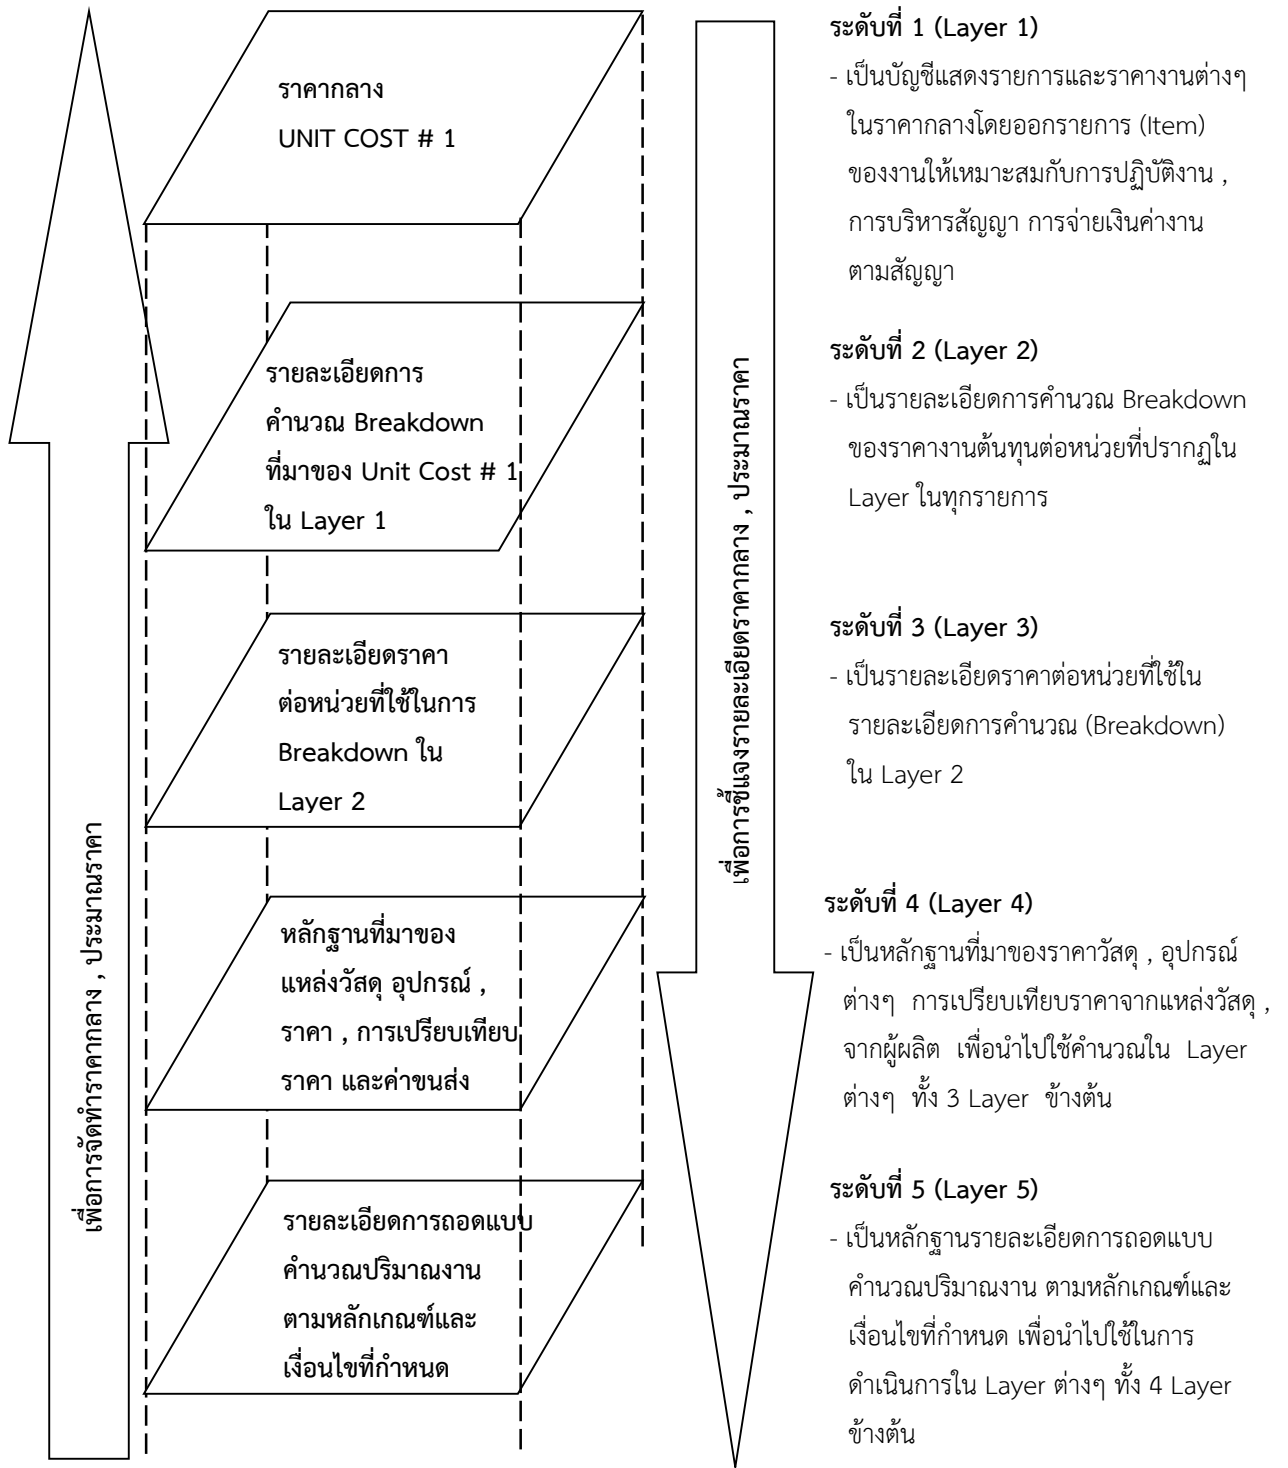 ราคากลาง
UNIT COST # 1
รายละเอียดการ
คำนวณ Breakdown
ที่มาของ Unit Cost # 1
ใน Layer 1
รายละเอียดราคา
ต่อหน่วยที่ใช้ในการ
Breakdown ใน
Layer 2
หลักฐานที่มาของ
แหล่งวัสดุ อุปกรณ์ ,
ราคา , การเปรียบเทียบ
ราคา และค่าขนส่ง
รายละเอียดการถอดแบบ
คำนวณปริมาณงาน
ตามหลักเกณฑ์และ
เงื่อนไขที่กำหนด
เพื่อการจัดทำราคากลาง , ประมาณราคา
เพื่อการชี้แจงรายละเอียดราคากลาง , ประมาณราคา
ระดับที่ 1 (Layer 1)
- เป็นบัญชีแสดงรายการและราคางานต่างๆ
ในราคากลางโดยออกรายการ (Item)
ของงานให้เหมาะสมกับการปฏิบัติงาน ,
การบริหารสัญญา การจ่ายเงินค่างาน
ตามสัญญา
ระดับที่ 2 (Layer 2)
- เป็นรายละเอียดการคำนวณ Breakdown
ของราคางานต้นทุนต่อหน่วยที่ปรากฏใน
Layer ในทุกรายการ
ระดับที่ 3 (Layer 3)
- เป็นรายละเอียดราคาต่อหน่วยที่ใช้ใน
รายละเอียดการคำนวณ (Breakdown)
ใน Layer 2
ระดับที่ 4 (Layer 4)
- เป็นหลักฐานที่มาของราคาวัสดุ , อุปกรณ์
ต่างๆ การเปรียบเทียบราคาจากแหล่งวัสดุ ,
จากผู้ผลิต เพื่อนำไปใช้คำนวณใน Layer
ต่างๆ ทั้ง 3 Layer ข้างต้น
ระดับที่ 5 (Layer 5)
- เป็นหลักฐานรายละเอียดการถอดแบบ
คำนวณปริมาณงาน ตามหลักเกณฑ์และ
เงื่อนไขที่กำหนด เพื่อนำไปใช้ในการ
ดำเนินการใน Layer ต่างๆ ทั้ง 4 Layer
ข้างต้น